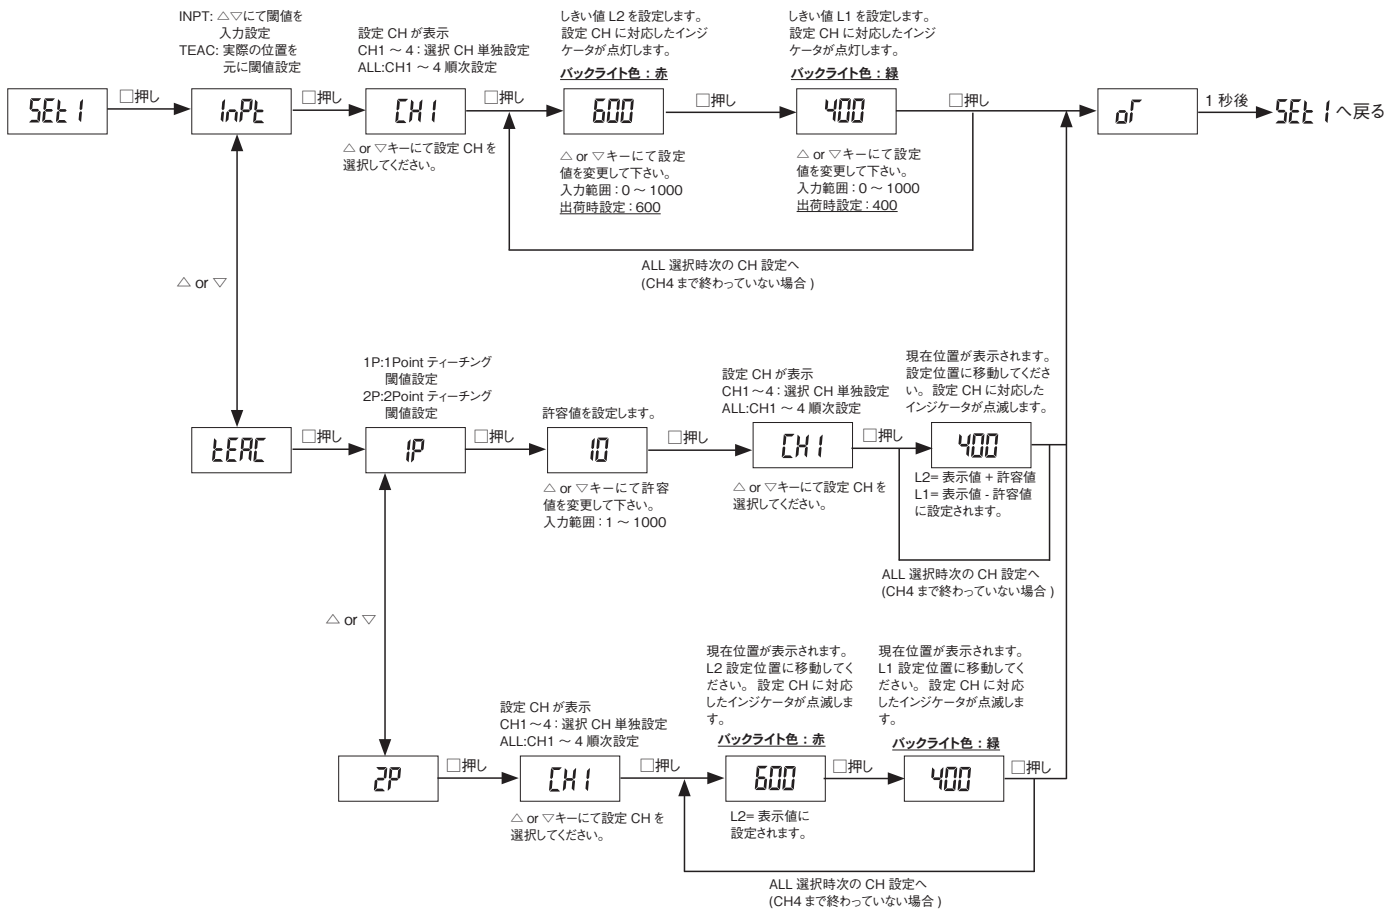 INPT: △▽にて閾値を
入力設定
TEAC: 実際の位置を
元に閾値設定
設定 CH が表示
CH1 ～ 4：選択 CH 単独設定
ALL:CH1 ～ 4 順次設定
しきい値 L2 を設定します。
設定 CH に対応したインジ
ケータが点灯します。
バックライト色：赤
しきい値 L1 を設定します。
設定 CH に対応したインジ
ケータが点灯します。
バックライト色：緑
SEt 1
□押し
InPt
□押し
CH 1
□押し
600
□押し
400
□押し
1 秒後
SEt 1 へ戻る
△ or ▽キーにて設定 CH を
選択してください。
△ or ▽キーにて設定
値を変更して下さい。
入力範囲：0 ～ 1000
出荷時設定：600
△ or ▽キーにて設定
値を変更して下さい。
入力範囲：0 ～ 1000
出荷時設定：400
ALL 選択時次の CH 設定へ
(CH4 まで終わっていない場合 )
△ or ▽
1P:1Point ティーチング
閾値設定
2P:2Point ティーチング
閾値設定
許容値を設定します。
設定 CH が表示
CH1～4：選択 CH 単独設定
ALL:CH1 ～ 4 順次設定
現在位置が表示されます。
設定位置に移動してくださ
い。 設定 CH に対応した
インジケータが点滅します。
tEAC
□押し
1P
□押し
10
□押し
CH 1
□押し
400
△ or ▽キーにて許容
値を変更して下さい。
入力範囲：1 ～ 1000
△ or ▽キーにて設定 CH を
選択してください。
L2= 表示値 + 許容値
L1= 表示値 - 許容値
に設定されます。
ALL 選択時次の CH 設定へ
(CH4 まで終わっていない場合 )
△ or ▽
設定 CH が表示
CH1～4：選択 CH 単独設定
ALL:CH1 ～ 4 順次設定
現在位置が表示されます。
L2 設定位置に移動してく
ださい。 設定 CH に対応
したインジケータが点滅しま
す。
バックライト色：赤
現在位置が表示されます。
L1 設定位置に移動してく
ださい。 設定 CH に対応
したインジケータが点滅しま
す。
バックライト色：緑
2P
□押し
CH 1
□押し
600
□押し
400
□押し
△ or ▽キーにて設定 CH を
選択してください。
L2= 表示値に
設定されます。
ALL 選択時次の CH 設定へ
(CH4 まで終わっていない場合 )